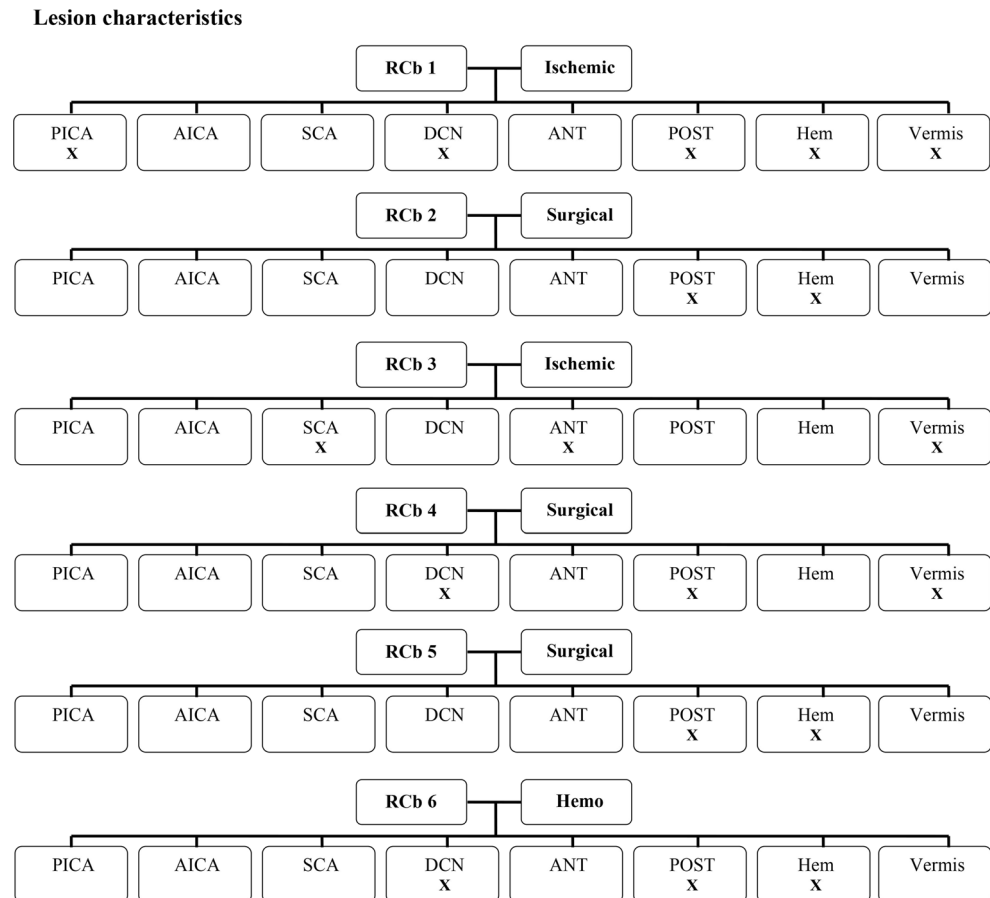 Lesion characteristics
RCb 1 Ischemic
PICA AICA SCA DCN ANT POST Hem Vermis
X X X X X
RCb 2 Surgical
PICA AICA SCA DCN ANT POST Hem Vermis
X X
RCb 3 Ischemic
PICA AICA SCA DCN ANT POST Hem Vermis
X X X
RCb 4 Surgical
PICA AICA SCA DCN ANT POST Hem Vermis
X X X
RCb 5 Surgical
PICA AICA SCA DCN ANT POST Hem Vermis
X X
RCb 6 Hemo
PICA AICA SCA DCN ANT POST Hem Vermis
X X X